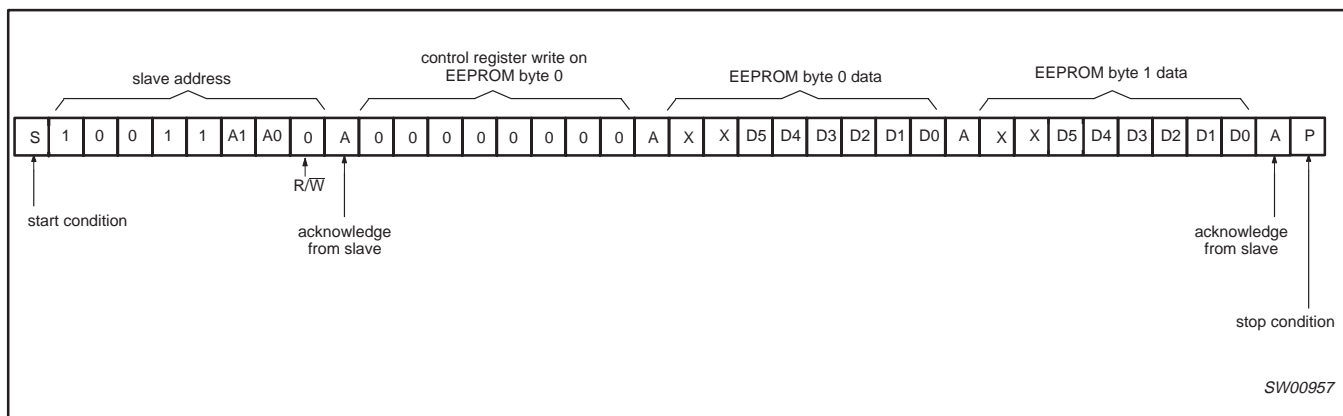 slave address
control register write on
EEPROM byte 0
EEPROM byte 0 data
EEPROM byte 1 data
S 1 0 0 1 1 A1 A0 0 A 0 0 0 0 0 0 0 0 A X X D5 D4 D3 D2 D1 D0 A X X D5 D4 D3 D2 D1 D0 A P
R/W̅
start condition
acknowledge
from slave
acknowledge
from slave
stop condition
SW00957